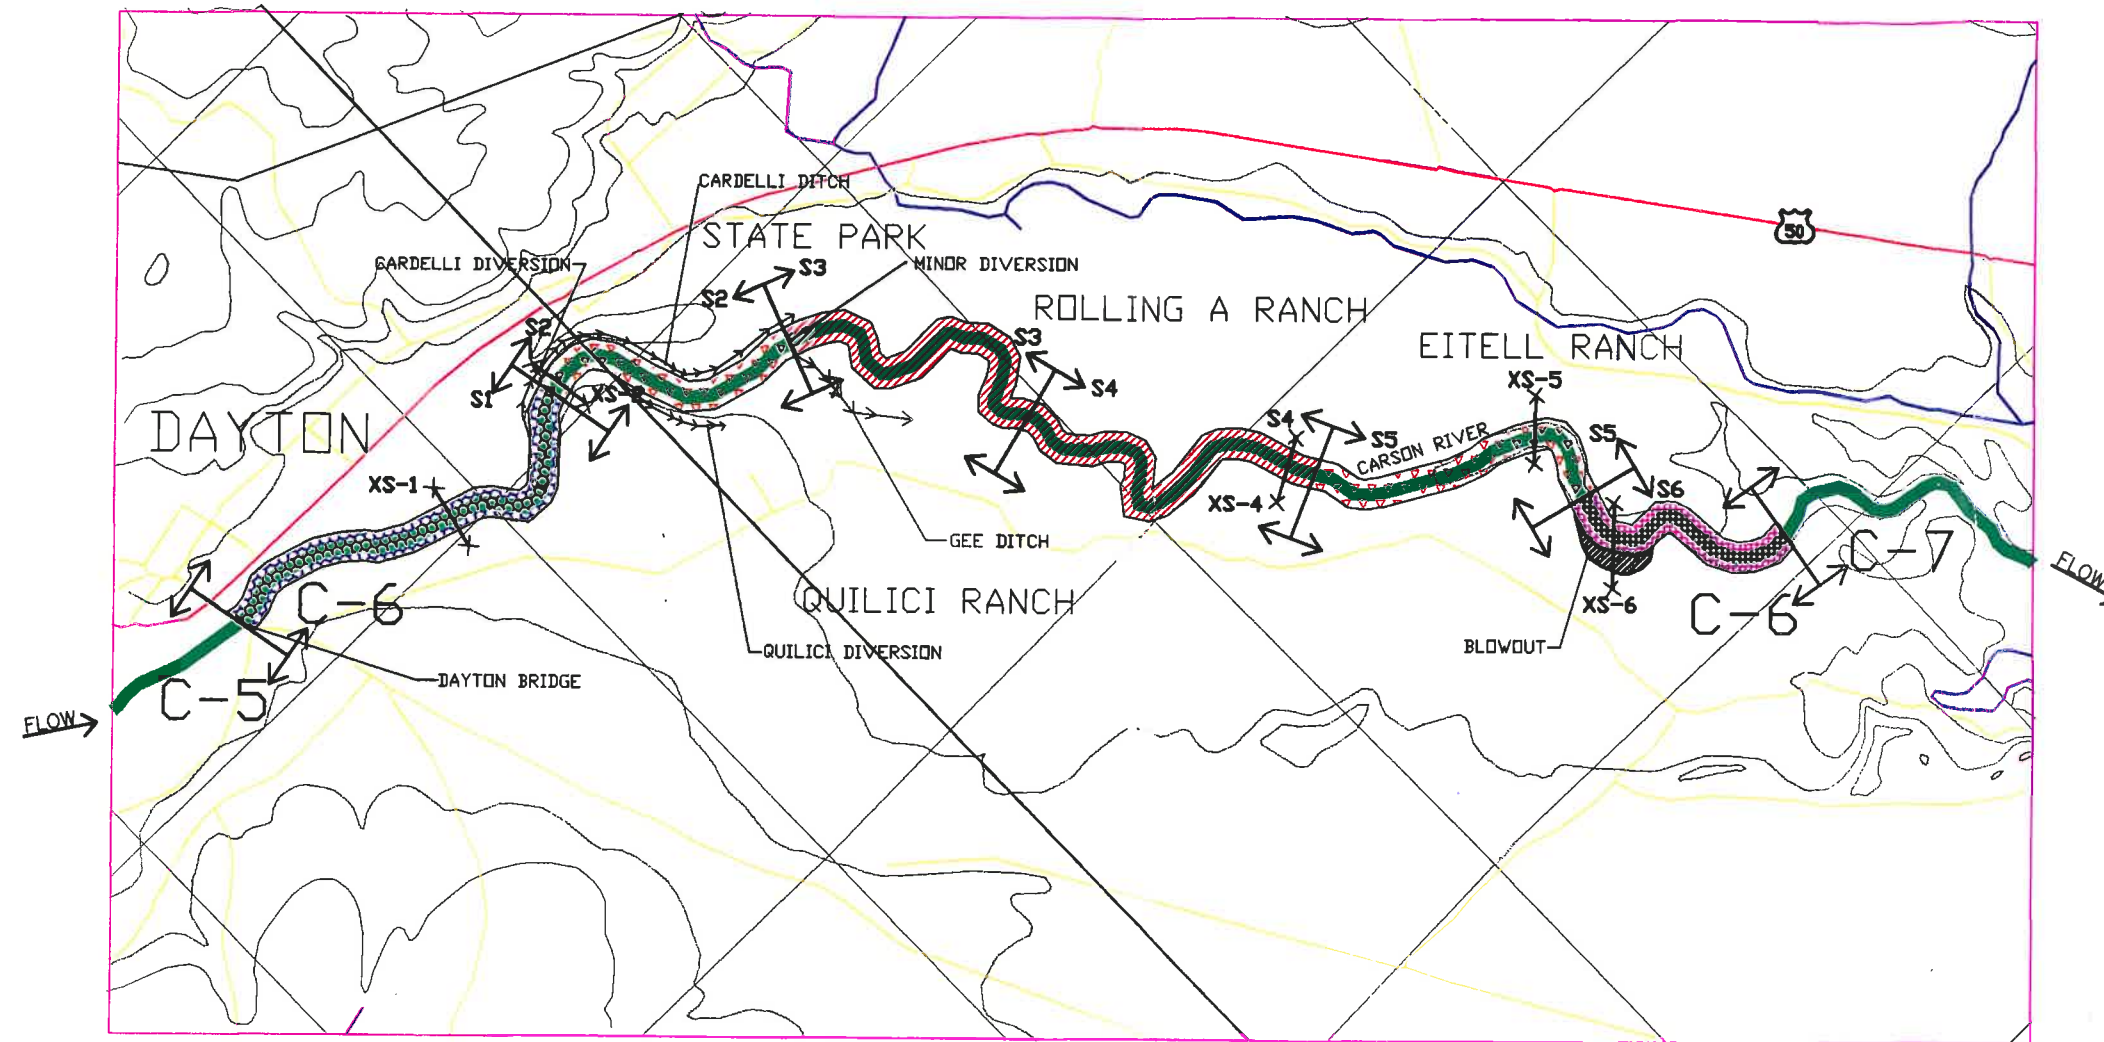 CARDELLI DITCH
50
STATE PARK
CARDELLI DIVERSION
S3
MINOR DIVERSION
S2
ROLLING A RANCH
S2
S3
EITELL RANCH
XS-5
S1
XS-2
S4
DAYTON
S4
S5
CARSON RIVER
S5
XS-1
S6
XS-4
GEE DITCH
C-7
FLOW
C-6
QUILICI RANCH
XS-6
C-6
QUILICI DIVERSION
BLOWOUT
DAYTON BRIDGE
C-5
FLOW